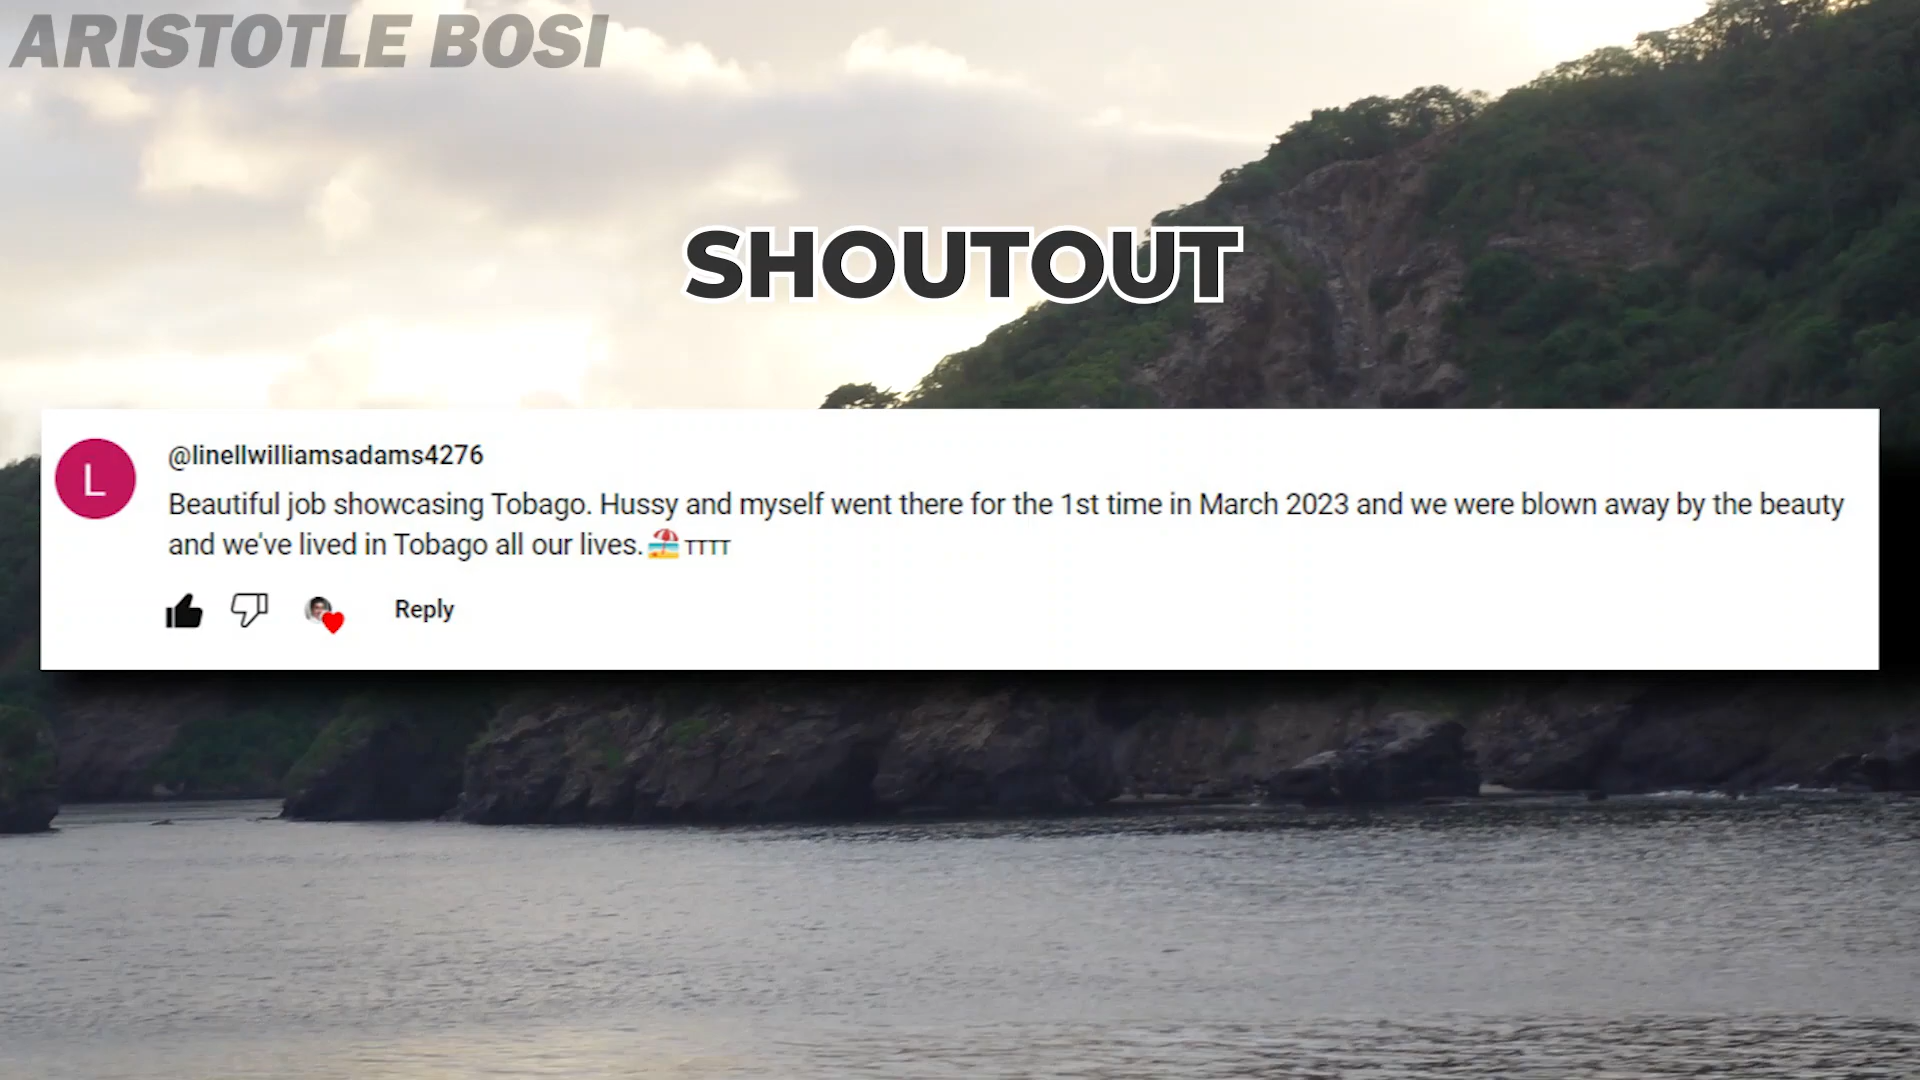 ARISTOTLE BOSI
SHOUTOUT
L
@linellwilliamsadams4276
Beautiful job showcasing Tobago. Hussy and myself went there for the 1st time in March 2023 and we were blown away by the beauty
and we've lived in Tobago all our lives.🏖️TTTT
Reply